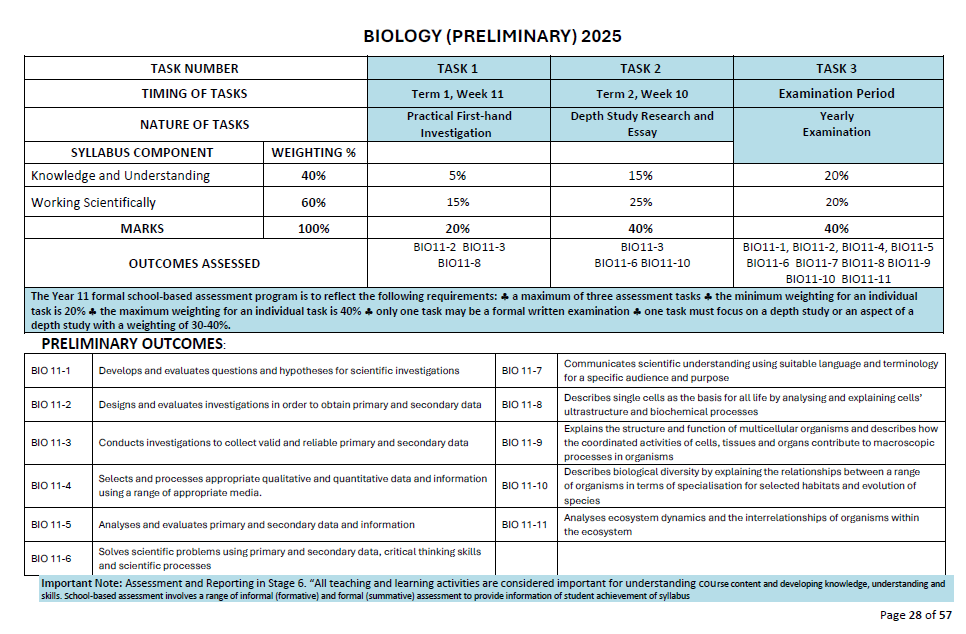 BIOLOGY (PRELIMINARY) 2025
TASK NUMBER TASK 1 TASK 2 TASK 3
TIMING OF TASKS Term 1, Week 11 Term 2, Week 10 Examination Period
NATURE OF TASKS Practical First-hand Investigation Depth Study Research and Essay Yearly Examination
SYLLABUS COMPONENT WEIGHTING %
Knowledge and Understanding 40% 5% 15% 20%
Working Scientifically 60% 15% 25% 20%
MARKS 100% 20% 40% 40%
OUTCOMES ASSESSED
BIO11-2 BIO11-3
BIO11-8
BIO11-3
BIO11-6 BIO11-10
BIO11-1, BIO11-2, BIO11-4, BIO11-5
BIO11-6 BIO11-7 BIO11-8 BIO11-9
BIO11-10 BIO11-11
The Year 11 formal school-based assessment program is to reflect the following requirements: ♣ a maximum of three assessment tasks ♣ the minimum weighting for an individual
task is 20% ♣ the maximum weighting for an individual task is 40% ♣ only one task may be a formal written examination ♣ one task must focus on a depth study or an aspect of a
depth study with a weighting of 30-40%.
PRELIMINARY OUTCOMES:
BIO 11-1 Develops and evaluates questions and hypotheses for scientific investigations
BIO 11-7 Communicates scientific understanding using suitable language and terminology
for a specific audience and purpose
BIO 11-2 Designs and evaluates investigations in order to obtain primary and secondary data
BIO 11-8 Describes single cells as the basis for all life by analysing and explaining cells'
ultrastructure and biochemical processes
BIO 11-3 Conducts investigations to collect valid and reliable primary and secondary data
BIO 11-9 Explains the structure and function of multicellular organisms and describes how
the coordinated activities of cells, tissues and organs contribute to macroscopic
processes in organisms
BIO 11-4 Selects and processes appropriate qualitative and quantitative data and information
using a range of appropriate media.
BIO 11-10 Describes biological diversity by explaining the relationships between a range
of organisms in terms of specialisation for selected habitats and evolution of
species
BIO 11-5 Analyses and evaluates primary and secondary data and information
BIO 11-11 Analyses ecosystem dynamics and the interrelationships of organisms within
the ecosystem
BIO 11-6 Solves scientific problems using primary and secondary data, critical thinking skills
and scientific processes
Important Note: Assessment and Reporting in Stage 6. "All teaching and learning activities are considered important for understanding course content and developing knowledge, understanding and
skills. School-based assessment involves a range of informal (formative) and formal (summative) assessment to provide information of student achievement of syllabus
Page 28 of 57